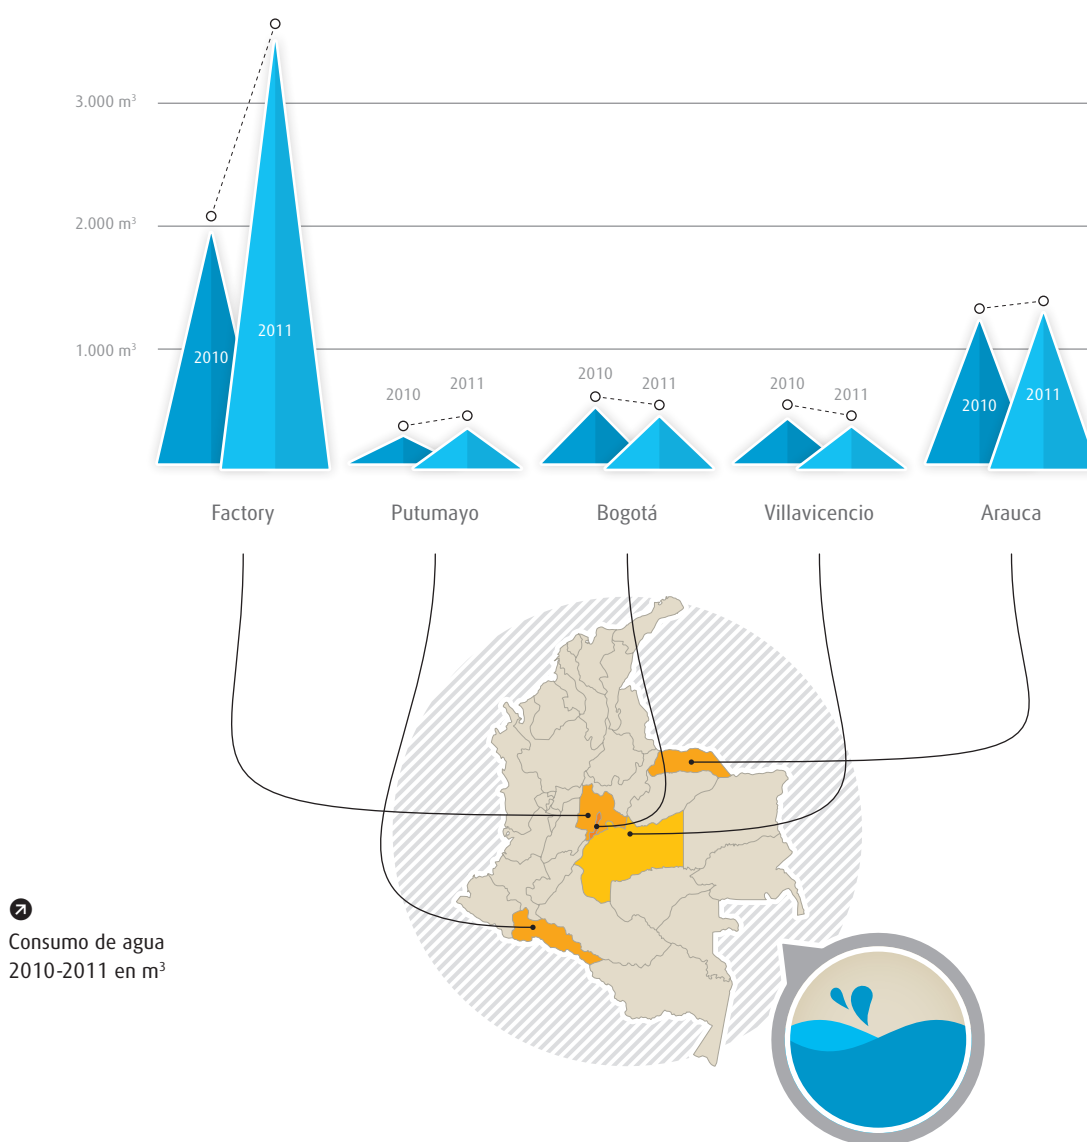 3.000 m³
2.000 m³
1.000 m³
2010
2011
2010
2011
2010
2011
2010
2011
2010
2011
Factory
Putumayo
Bogotá
Villavicencio
Arauca
Consumo de agua
2010-2011 en m³